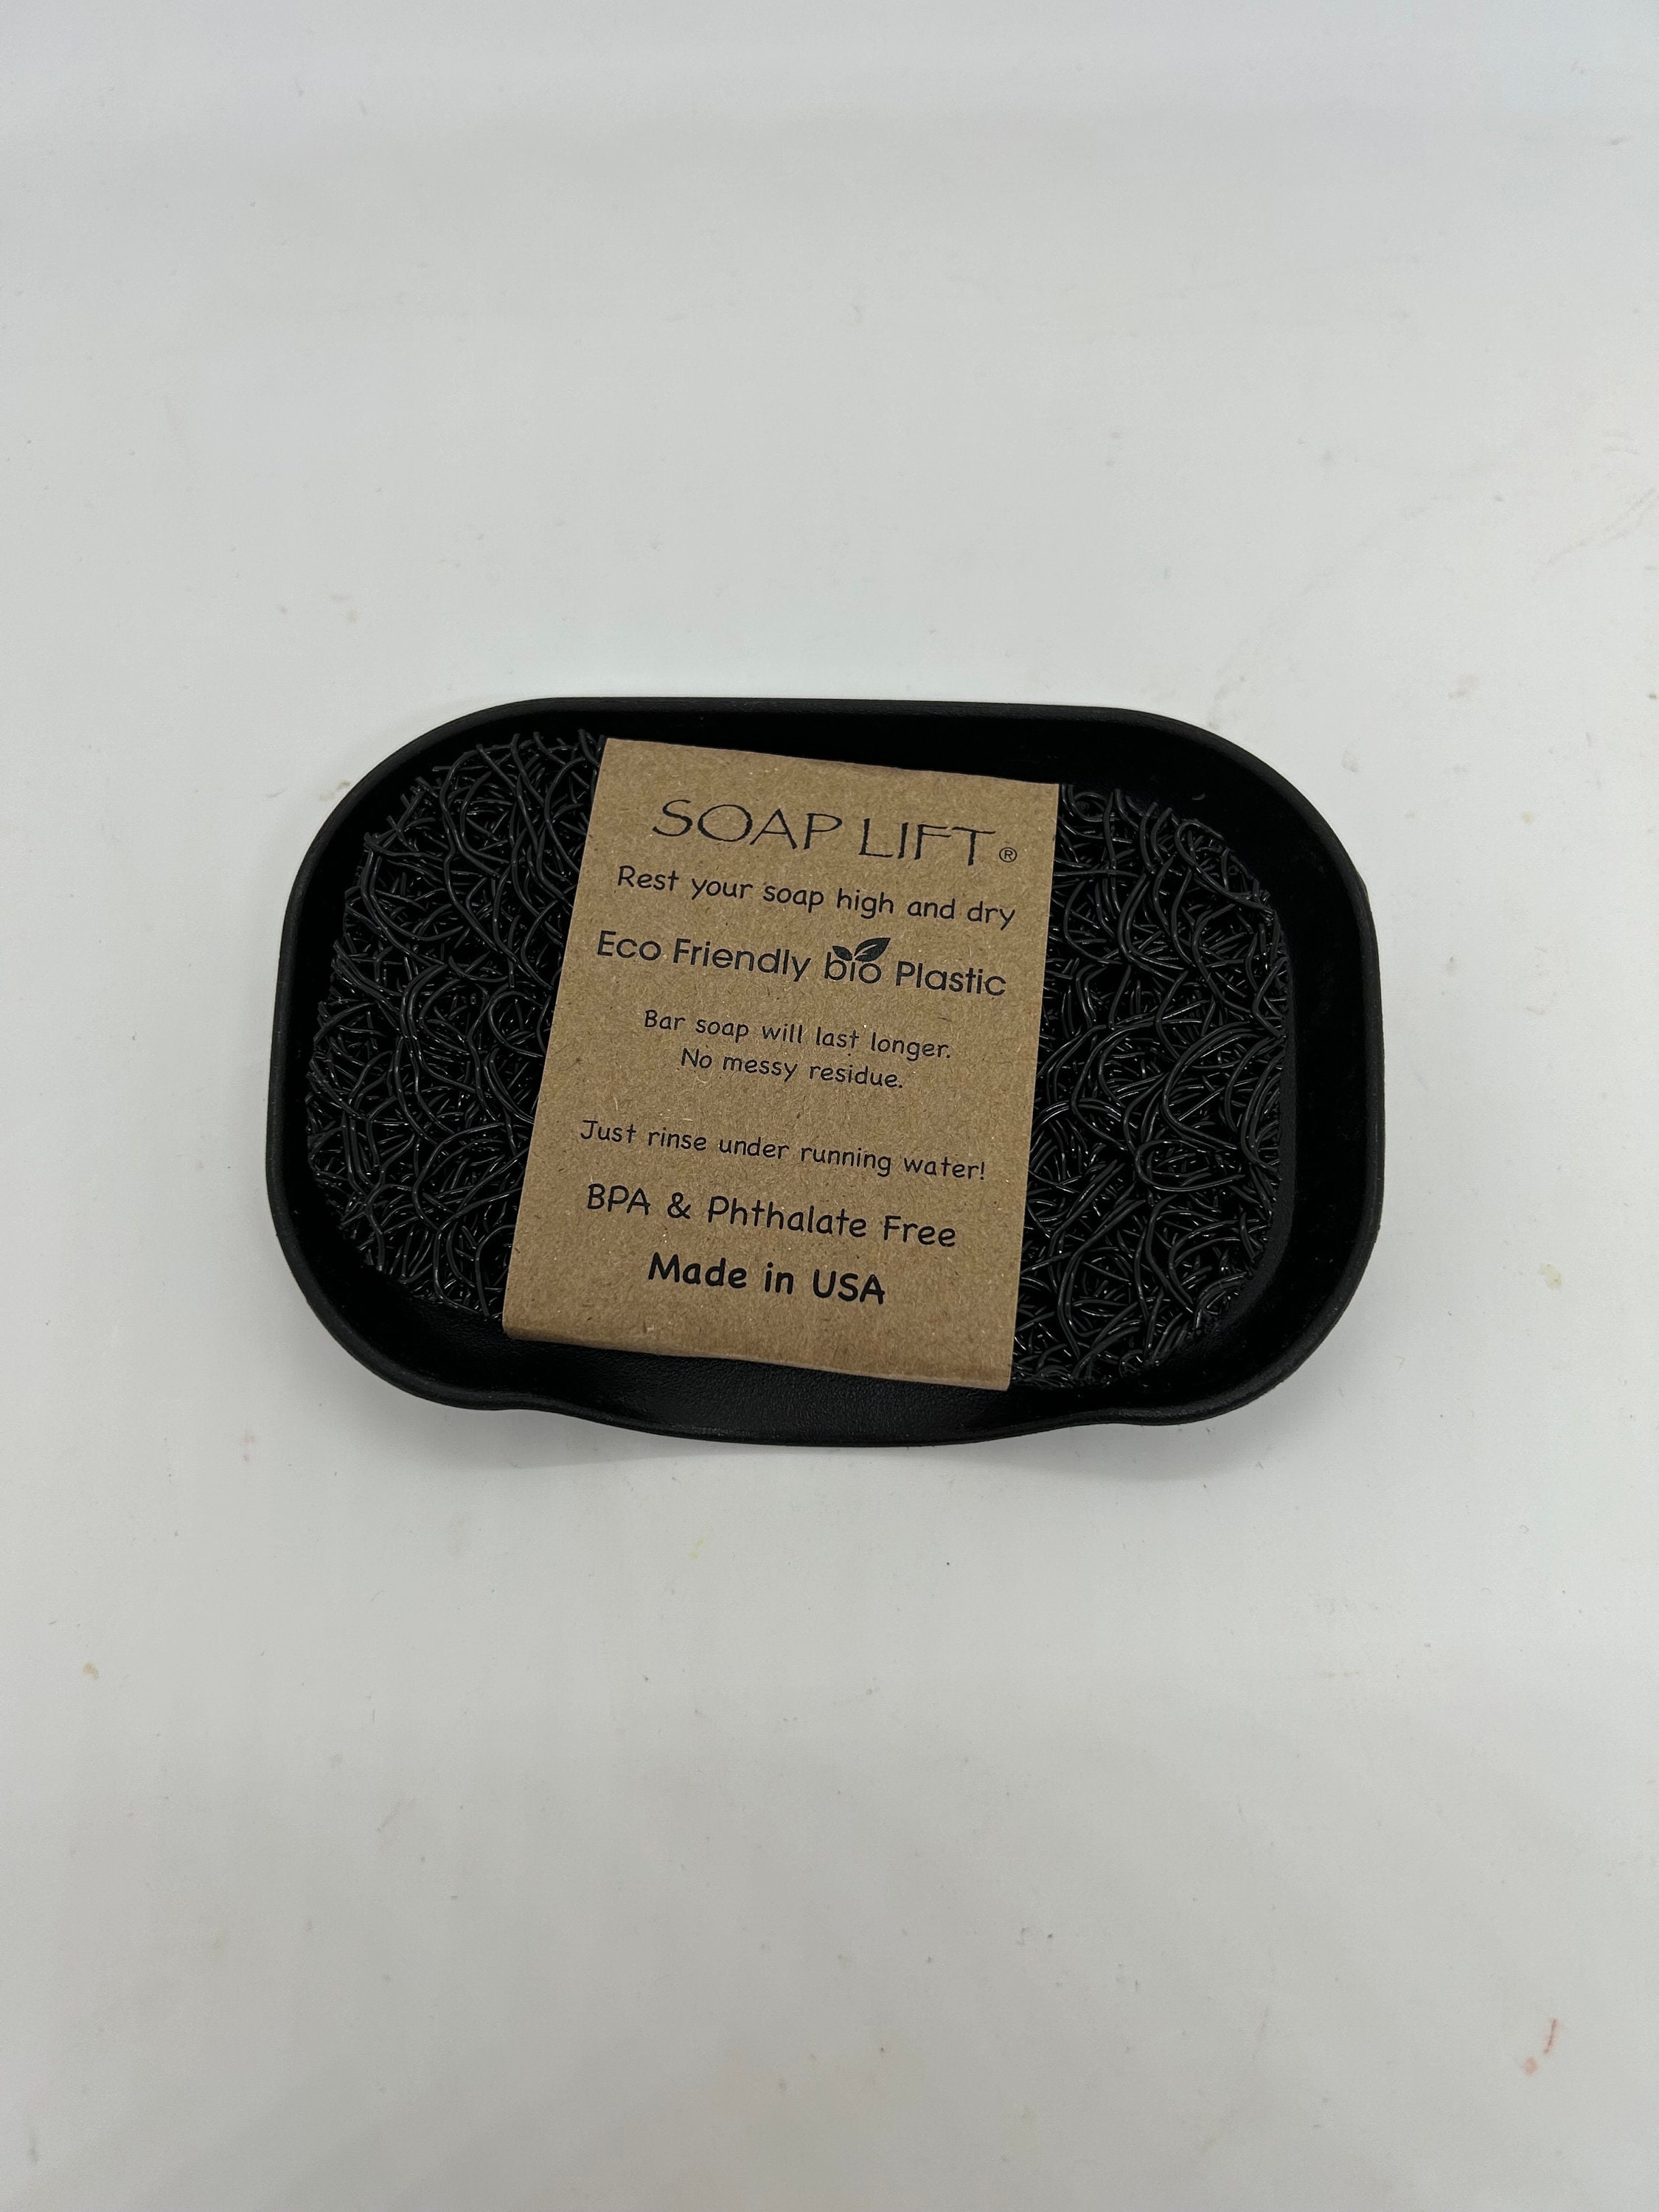 SOAP LIFT®
Rest your soap high and dry
Eco Friendly bio Plastic
Bar soap will last longer.
No messy residue.
Just rinse under running water!
BPA & Phthalate Free
Made in USA